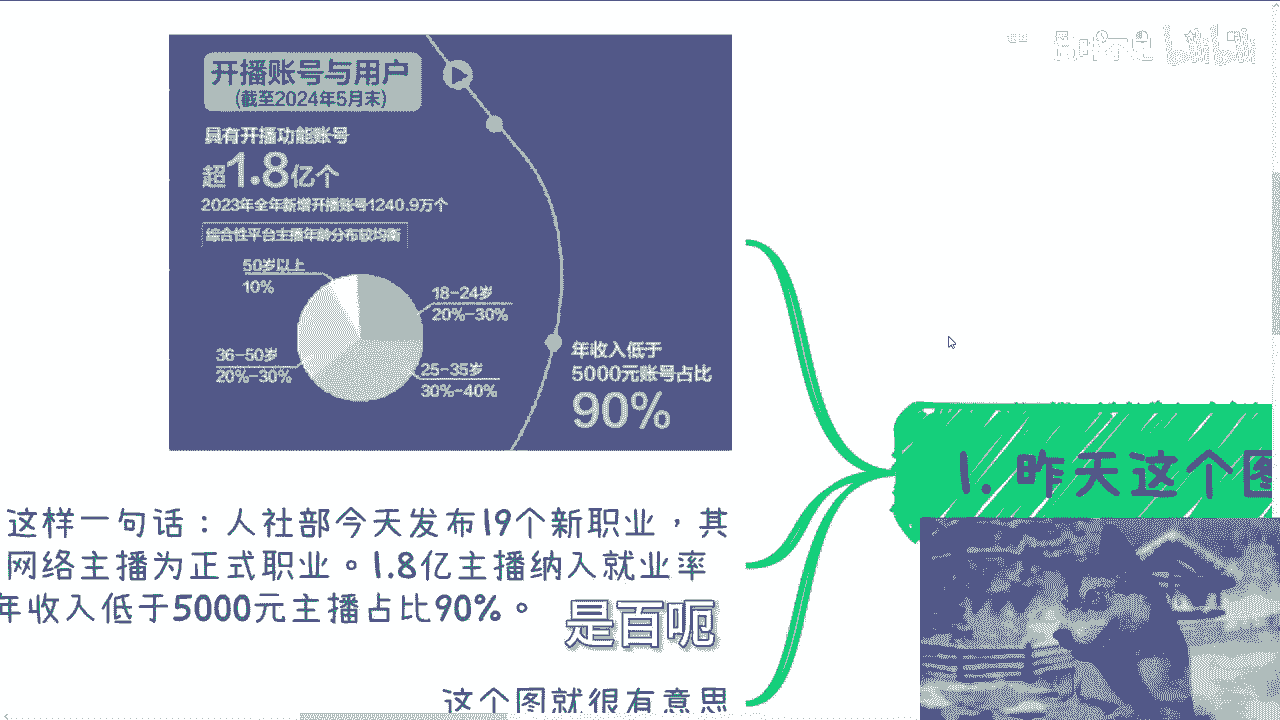 开播账号与用户
(截至2024年5月末)
具有开播功能账号
超1.8亿个
2023年全年新增开播账号1240.9万个
综合性平台主播年龄分布较均衡
50岁以上
10%
18-24岁
20%-30%
36-50岁
20%-30%
25-35岁
30%-40%
年收入低于
5000元账号占比
90%
1. 昨天这个图
这样一句话：人社部今天发布19个新职业，其
网络主播为正式职业。1.8亿主播纳入就业率
年收入低于5000元主播占比90%。
是百呃
这个图就很有意思